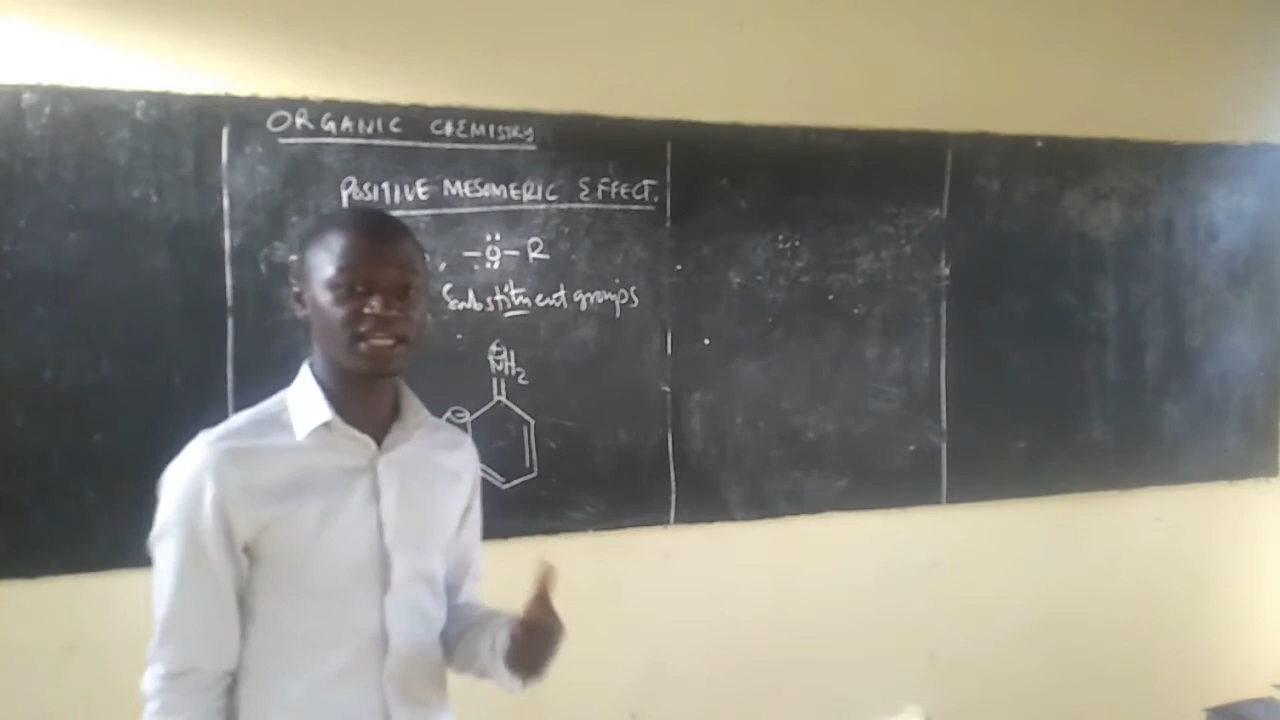 ORGANIC CHEMISTRY
POSITIVE MESOMERIC EFFECT.
, –Ö–R
Substituent groups
NH₂